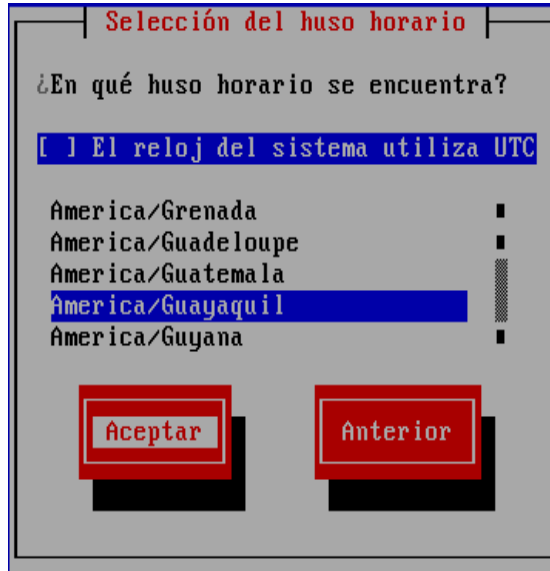 Selección del huso horario
¿En qué huso horario se encuentra?
[ ] El reloj del sistema utiliza UTC
America/Grenada
America/Guadeloupe
America/Guatemala
America/Guayaquil
America/Guyana
Aceptar Anterior